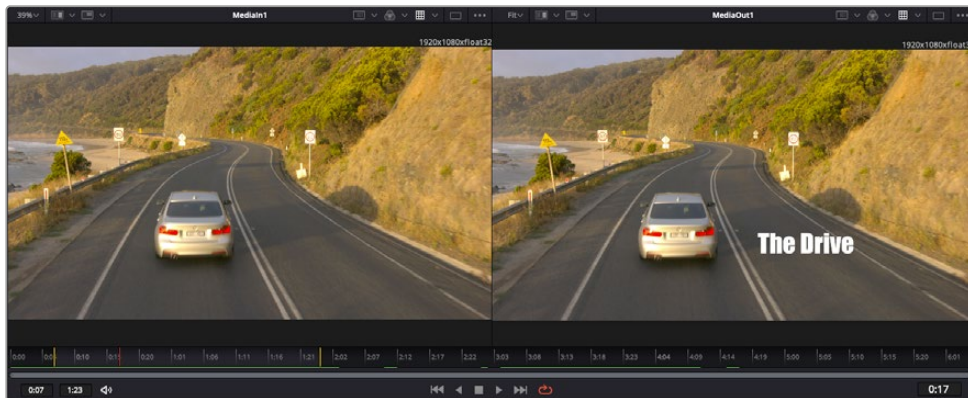 39% MediaIn1 Fit MediaOut1
1920x1080xfloat32 1920x1080xfloat3
The Drive
0:00 0:10 0:20 1:01 1:06 1:11 1:16 1:21 2:02 2:07 2:12 2:17 2:22 3:03 3:08 3:13 3:18 3:23 4:04 4:09 4:14 4:19 5:00 5:05 5:10 5:15 5:20 6:01
0:07 1:23 0:17